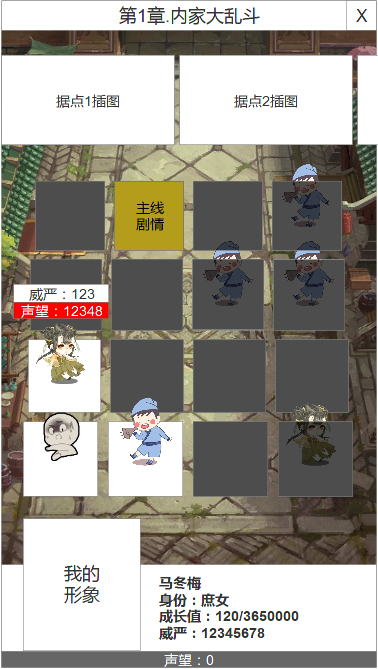 第1章.内家大乱斗
X
据点1插图
据点2插图
主线
剧情
威严：123
声望：12348
我的
形象
马冬梅
身份：庶女
成长值：120/3650000
威严：12345678
声望：0